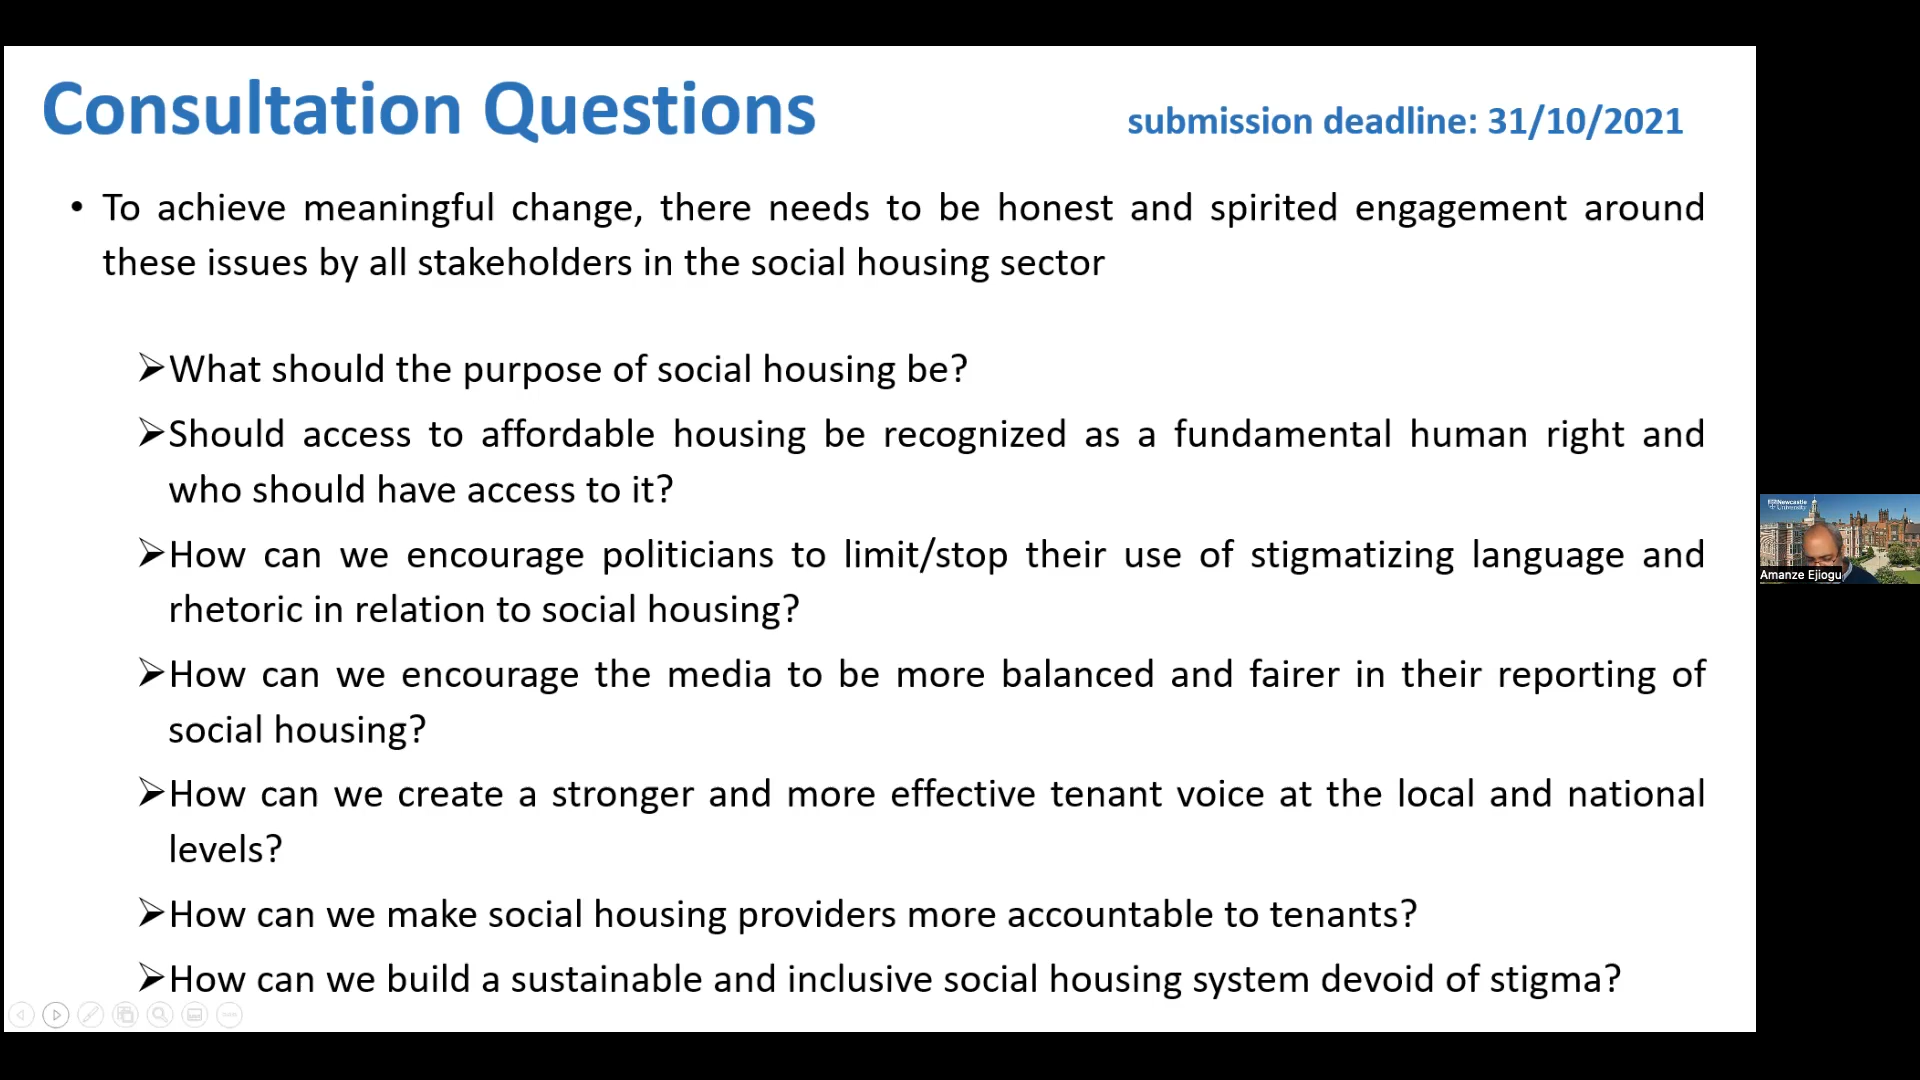 Consultation Questions
submission deadline: 31/10/2021
• To achieve meaningful change, there needs to be honest and spirited engagement around
these issues by all stakeholders in the social housing sector
➢What should the purpose of social housing be?
➢Should access to affordable housing be recognized as a fundamental human right and
who should have access to it?
➢How can we encourage politicians to limit/stop their use of stigmatizing language and
rhetoric in relation to social housing?
➢How can we encourage the media to be more balanced and fairer in their reporting of
social housing?
➢How can we create a stronger and more effective tenant voice at the local and national
levels?
➢How can we make social housing providers more accountable to tenants?
➢How can we build a sustainable and inclusive social housing system devoid of stigma?
Newcastle
University
Amanze Ejiogu